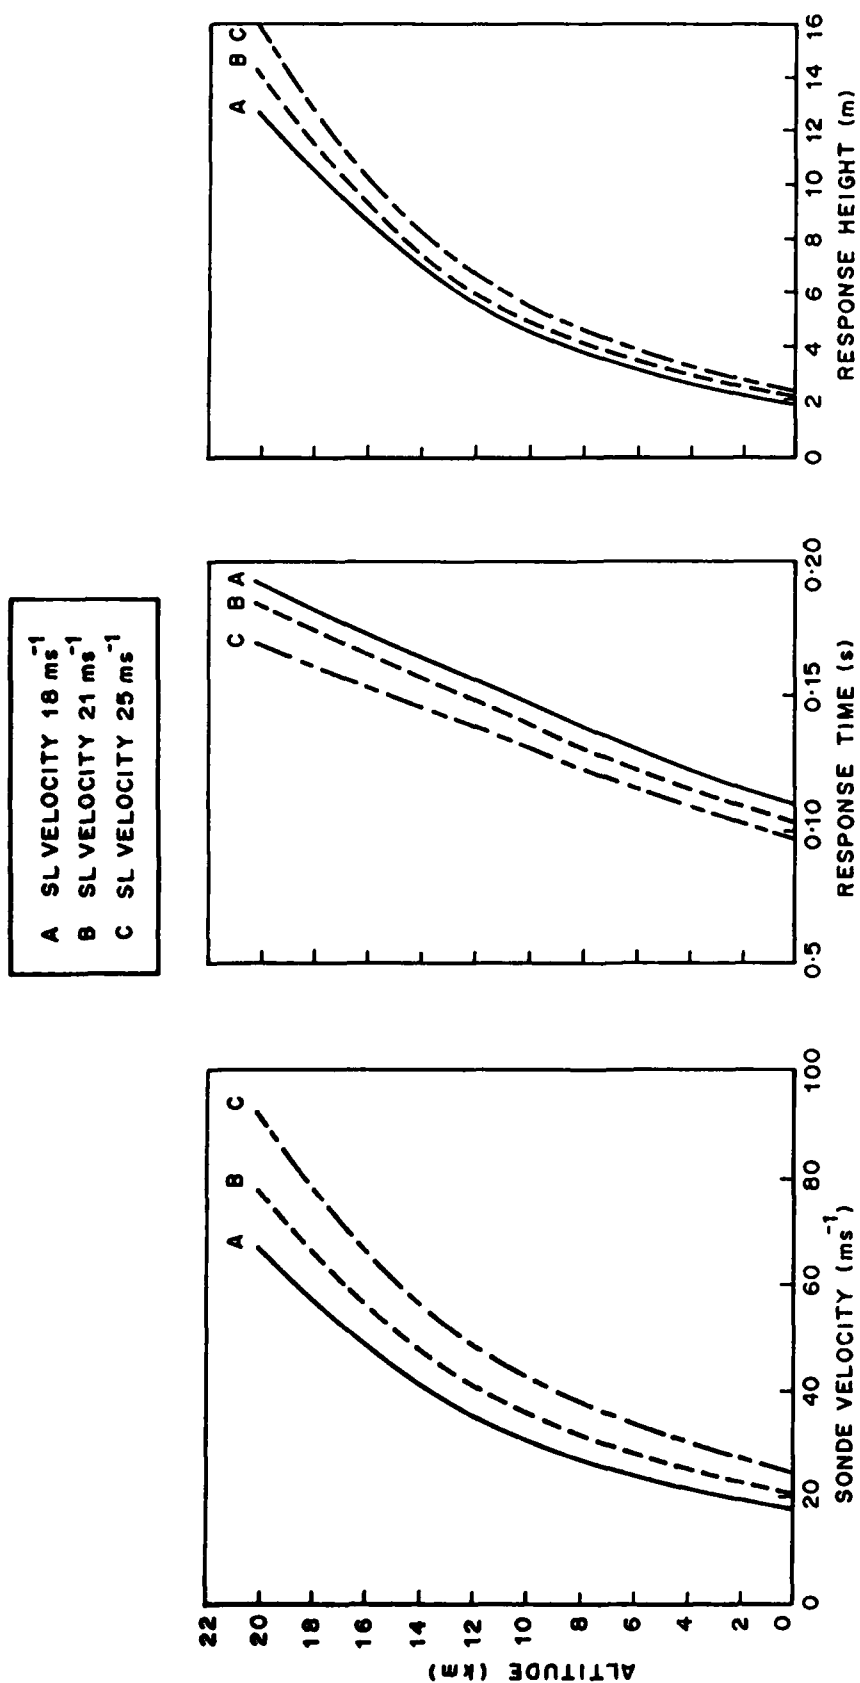 A SL VELOCITY 18 ms⁻¹
B SL VELOCITY 21 ms⁻¹
C SL VELOCITY 25 ms⁻¹
22
20
18
16
14
12
10
8
6
4
2
0
ALTITUDE (km)
A
B
C
0 20 40 60 80 100
SONDE VELOCITY (ms⁻¹)
C
B
A
0·5 0·10 0·15 0·20
RESPONSE TIME (s)
A
B
C
0 2 4 6 8 10 12 14 16
RESPONSE HEIGHT (m)